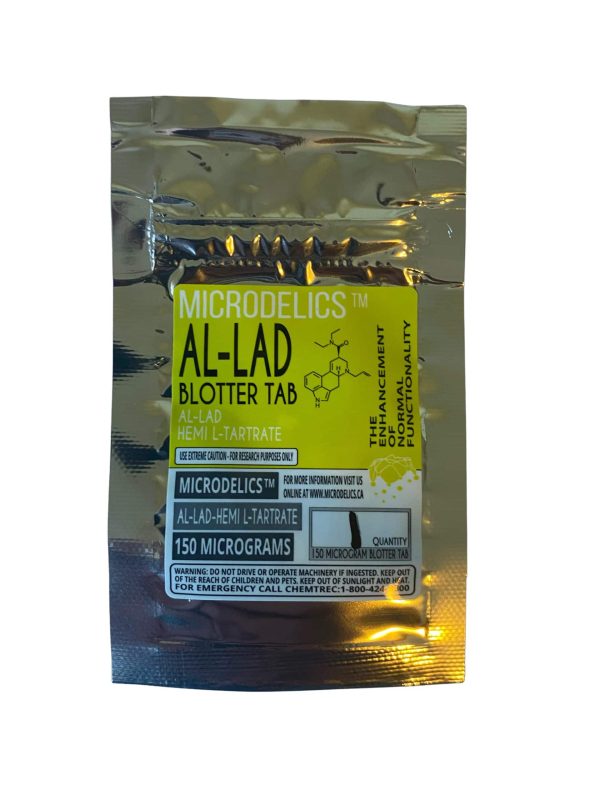 MICRODELICS™
AL-LAD
BLOTTER TAB
AL-LAD
HEMI L-TARTRATE
N
O
H
N
N
H
THE
ENHANCEMENT
OF
NORMAL
FUNCTIONALITY
USE EXTREME CAUTION - FOR RESEARCH PURPOSES ONLY
MICRODELICS™
FOR MORE INFORMATION VISIT US
ONLINE AT WWW.MICRODELICS.CA
AL-LAD-HEMI L-TARTRATE
150 MICROGRAMS
1
QUANTITY
150 MICROGRAM BLOTTER TAB
WARNING: DO NOT DRIVE OR OPERATE MACHINERY IF INGESTED. KEEP OUT
OF THE REACH OF CHILDREN AND PETS. KEEP OUT OF SUNLIGHT AND HEAT.
FOR EMERGENCY CALL CHEMTREC:1-800-424-